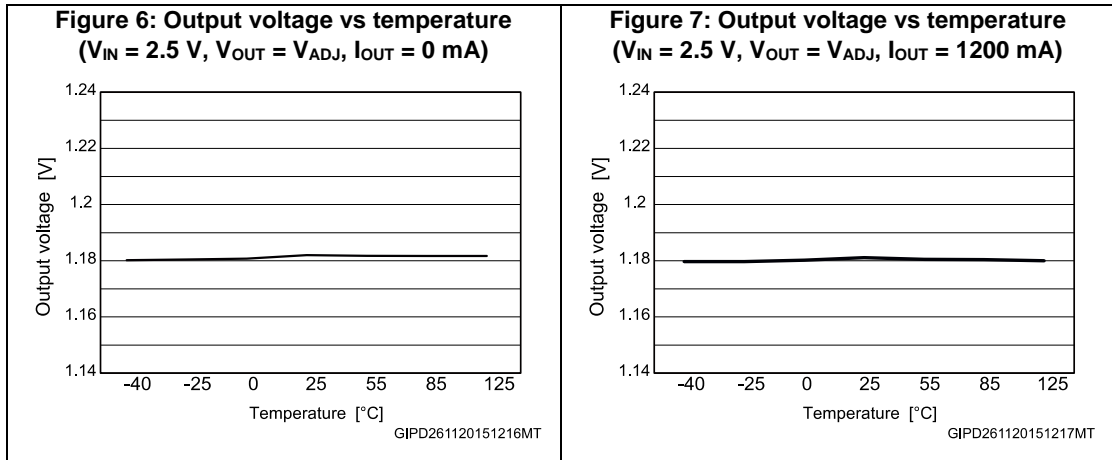 Figure 6: Output voltage vs temperature
(VIN = 2.5 V, VOUT = VADJ, IOUT = 0 mA)
1.24
1.22
1.2
1.18
1.16
1.14
Output voltage [V]
-40 -25 0 25 55 85 125
Temperature [°C]
GIPD261120151216MT
Figure 7: Output voltage vs temperature
(VIN = 2.5 V, VOUT = VADJ, IOUT = 1200 mA)
1.24
1.22
1.2
1.18
1.16
1.14
Output voltage [V]
-40 -25 0 25 55 85 125
Temperature [°C]
GIPD261120151217MT